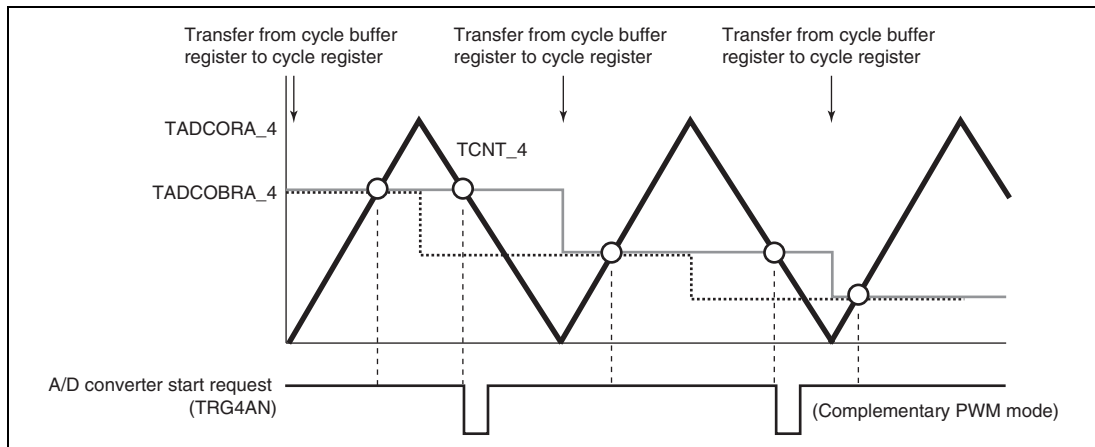 Transfer from cycle buffer
register to cycle register
Transfer from cycle buffer
register to cycle register
Transfer from cycle buffer
register to cycle register
TADCORA_4
TCNT_4
TADCOBRA_4
A/D converter start request
(TRG4AN)
(Complementary PWM mode)